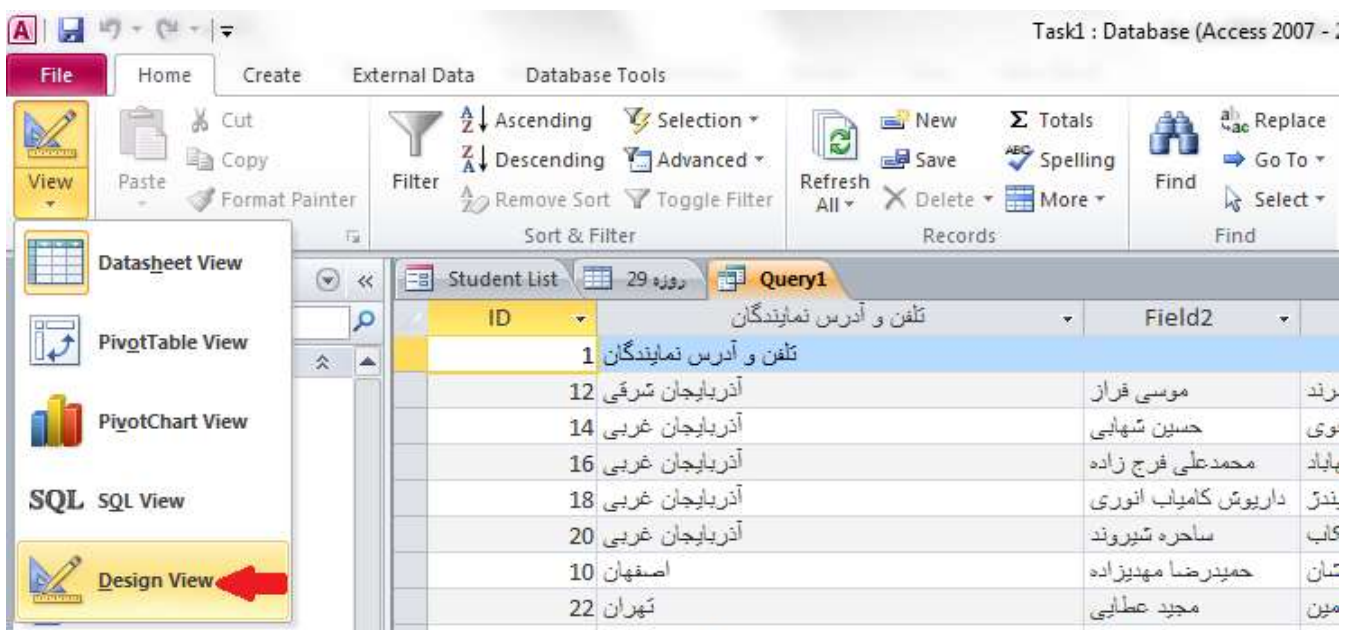 Task1 : Database (Access 2007 -
File Home Create External Data Database Tools
View
Paste
Cut
Copy
Format Painter
Filter
Ascending
Descending
Remove Sort
Selection
Advanced
Toggle Filter
Sort & Filter
Refresh All
New
Save
Delete
Totals
Spelling
More
Records
Find
Replace
Go To
Select
Find
Datasheet View
PivotTable View
PivotChart View
SQL SQL View
Design View
Student List روزه 29 Query1
ID تلفن و آدرس نمایندگان Field2
1 تلفن و آدرس نمایندگان
12 آذربایجان شرقی موسی فراز
14 آذربایجان غربی حسین شهابی
16 آذربایجان غربی محمدعلی فرج زاده
18 آذربایجان غربی داریوش کامیاب انوری
20 آذربایجان غربی ساحره شیروند
10 اصفهان حمیدرضا مهدیزاده
22 تهران مجید عطایی